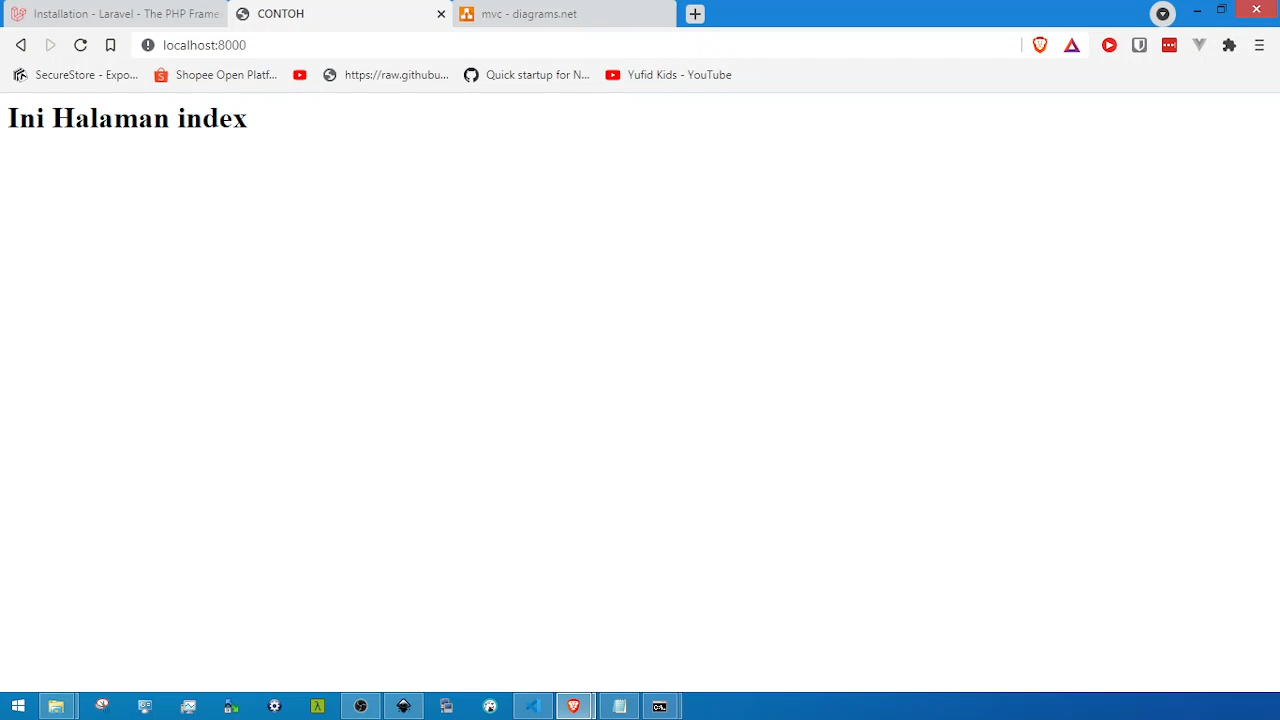 Installation - Laravel - The PHP Frame
CONTOH
mvc - diagrams.net
localhost:8000
SecureStore - Expo...
Shopee Open Platf...
https://raw.githubu...
Quick startup for N...
Yufid Kids - YouTube
Ini Halaman index